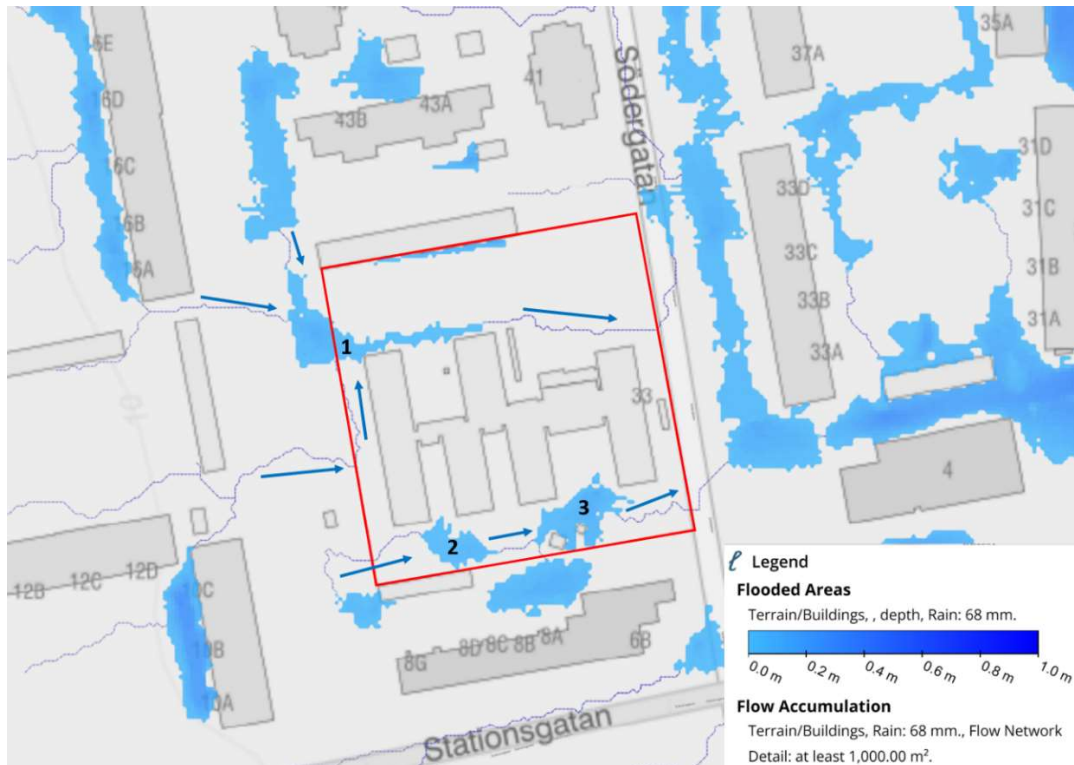 6E
16D
16C
16B
16A
43B
43A
41
Södergatan
37A
35A
33D
33C
33B
33A
31D
31C
31B
31A
10
1
33
3
2
4
12B
12C
12D
10C
10B
10A
8G
8D
8C
8B
8A
6B
Stationsgatan
Legend
Flooded Areas
Terrain/Buildings, , depth, Rain: 68 mm.
0.0 m
0.2 m
0.4 m
0.6 m
0.8 m
1.0 m
Flow Accumulation
Terrain/Buildings, Rain: 68 mm., Flow Network
Detail: at least 1,000.00 m².